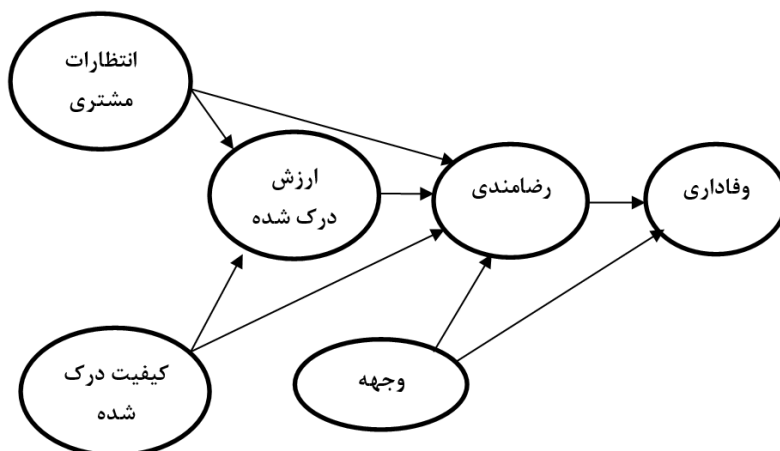 انتظارات
مشتری
ارزش
درک شده
رضامندی
وفاداری
کیفیت درک
شده
وجهه